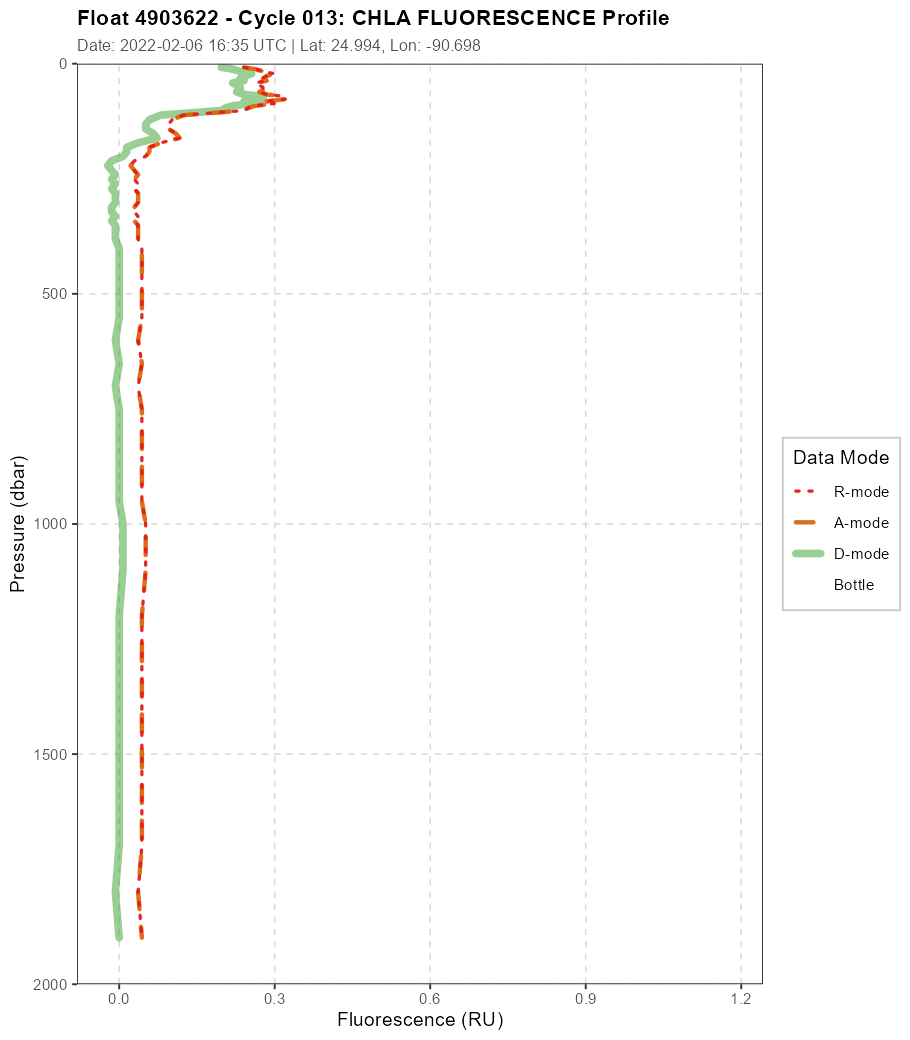 Float 4903622 - Cycle 013: CHLA FLUORESCENCE Profile
Date: 2022-02-06 16:35 UTC | Lat: 24.994, Lon: -90.698
0
500
1000
1500
2000
Pressure (dbar)
0.0
0.3
0.6
0.9
1.2
Fluorescence (RU)
Data Mode
R-mode
A-mode
D-mode
Bottle